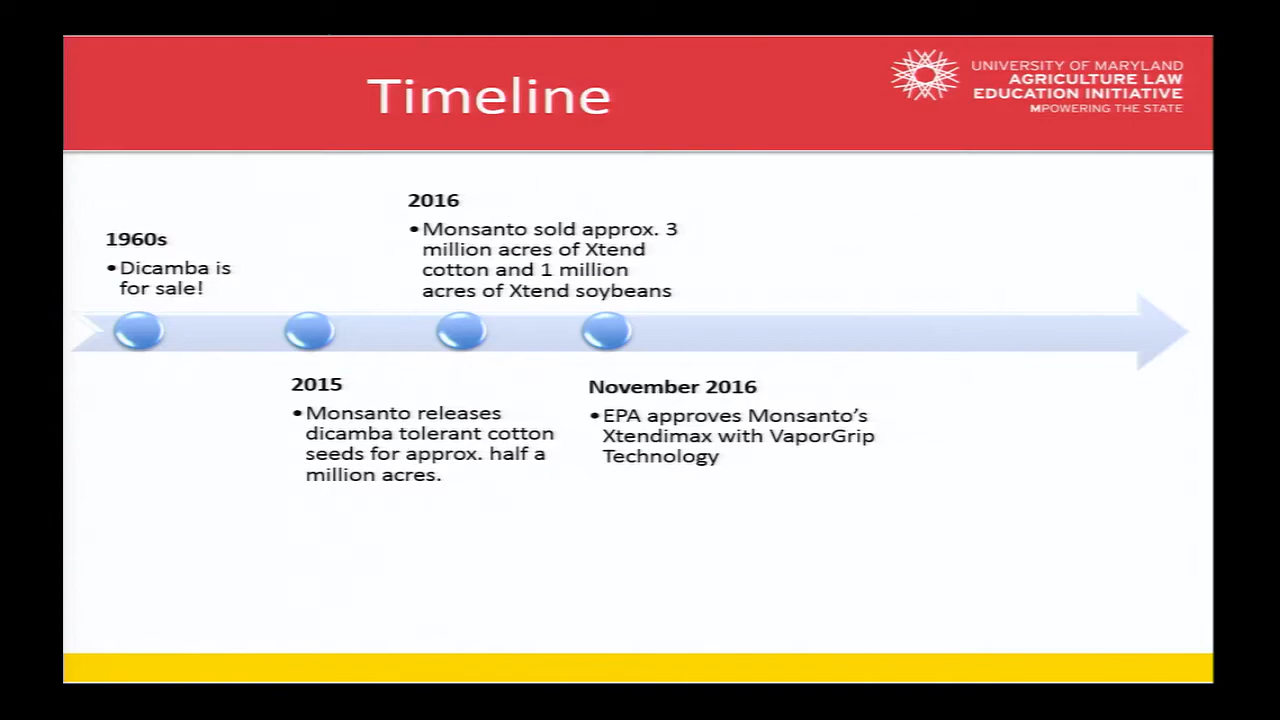 Timeline
UNIVERSITY OF MARYLAND
AGRICULTURE LAW
EDUCATION INITIATIVE
MPOWERING THE STATE
1960s
•Dicamba is
for sale!
2016
•Monsanto sold approx. 3
million acres of Xtend
cotton and 1 million
acres of Xtend soybeans
2015
•Monsanto releases
dicamba tolerant cotton
seeds for approx. half a
million acres.
November 2016
•EPA approves Monsanto’s
Xtendimax with VaporGrip
Technology